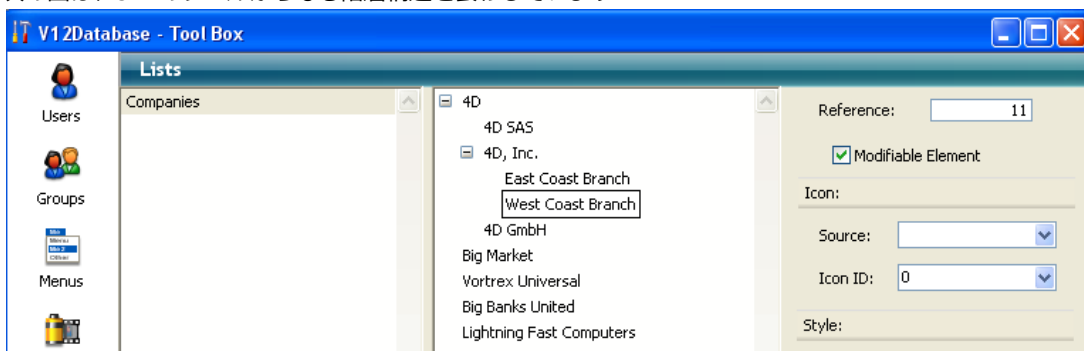 V12Database - Tool Box
Lists
Users
Groups
Menus
Companies
4D
4D SAS
4D, Inc.
East Coast Branch
West Coast Branch
4D GmbH
Big Market
Vortrex Universal
Big Banks United
Lightning Fast Computers
Reference: 11
Modifiable Element
Icon:
Source:
Icon ID: 0
Style: